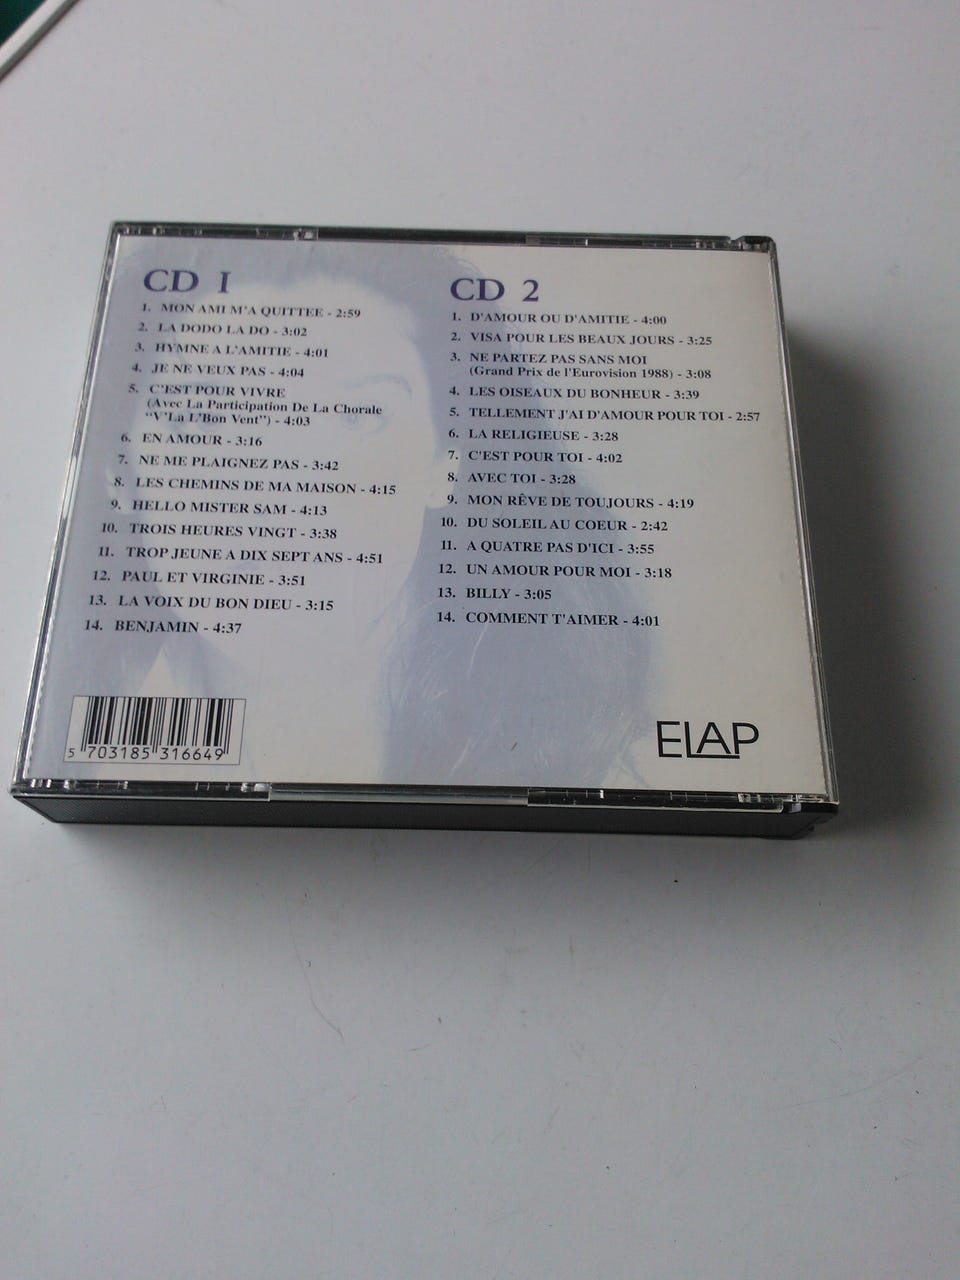 CD 1
1. MON AMI M'A QUITTEE - 2:59
2. LA DODO LA DO - 3:02
3. HYMNE A L'AMITIE - 4:01
4. JE NE VEUX PAS - 4:04
5. C'EST POUR VIVRE
(Avec La Participation De La Chorale
"V'La L'Bon Vent") - 4:03
6. EN AMOUR - 3:16
7. NE ME PLAIGNEZ PAS - 3:42
8. LES CHEMINS DE MA MAISON - 4:15
9. HELLO MISTER SAM - 4:13
10. TROIS HEURES VINGT - 3:38
11. TROP JEUNE A DIX SEPT ANS - 4:51
12. PAUL ET VIRGINIE - 3:51
13. LA VOIX DU BON DIEU - 3:15
14. BENJAMIN - 4:37
CD 2
1. D'AMOUR OU D'AMITIE - 4:00
2. VISA POUR LES BEAUX JOURS - 3:25
3. NE PARTEZ PAS SANS MOI
(Grand Prix de l'Eurovision 1988) - 3:08
4. LES OISEAUX DU BONHEUR - 3:39
5. TELLEMENT J'AI D'AMOUR POUR TOI - 2:57
6. LA RELIGIEUSE - 3:28
7. C'EST POUR TOI - 4:02
8. AVEC TOI - 3:28
9. MON RÊVE DE TOUJOURS - 4:19
10. DU SOLEIL AU COEUR - 2:42
11. A QUATRE PAS D'ICI - 3:55
12. UN AMOUR POUR MOI - 3:18
13. BILLY - 3:05
14. COMMENT T'AIMER - 4:01
5 703185 316649
ELAP